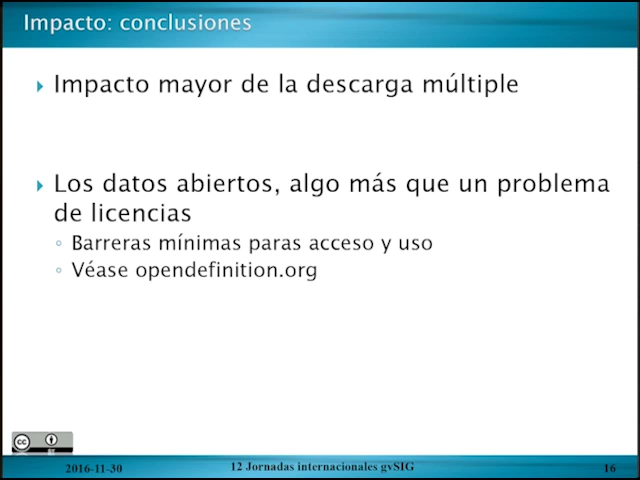 Impacto: conclusiones
Impacto mayor de la descarga múltiple
Los datos abiertos, algo más que un problema
de licencias
Barreras mínimas paras acceso y uso
Véase opendefinition.org
cc
2016-11-30
12 Jornadas internacionales gvSIG
16